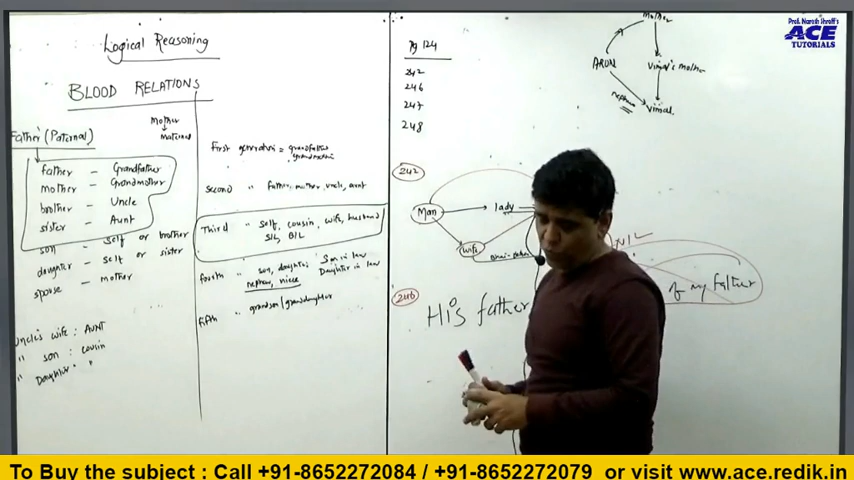 Logical Reasoning
BLOOD RELATIONS
Father (Paternal)
Mother
Maternal
father - Grandfather
mother - Grandmother
brother - Uncle
sister - Aunt
son - self or brother
daughter - self or sister
spouse - mother
Uncle's wife : AUNT
" son : cousin
" Daughter : "
First generation = grandfather
grandmother
Second " father, mother, uncle, aunt
Third " self, cousin, wife, husband
SIL, BIL
fourth " son, daughter Son in law
nephew, niece Daughter in law
fifth " grandson/granddaughter
Pg 124
242
246
247
248
mother
ARUN
Vimal's mother
nephew
Vimal
242
Man
lady
wife
246
His father
of my father
Prof. Naresh Shroff's
ACE
TUTORIALS
To Buy the subject : Call +91-8652272084 / +91-8652272079 or visit www.ace.redik.in